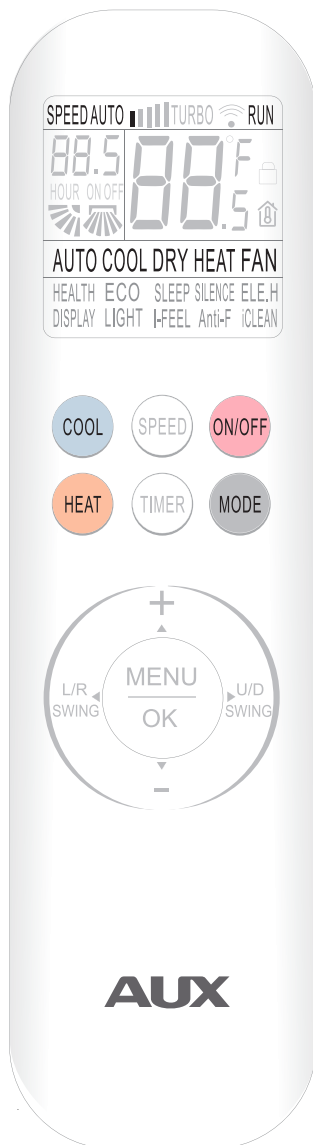 SPEED AUTO TURBO RUN
88.5 88.5 °F
HOUR ON OFF
AUTO COOL DRY HEAT FAN
HEALTH ECO SLEEP SILENCE ELE.H
DISPLAY LIGHT I-FEEL Anti-F iCLEAN
COOL SPEED ON/OFF
HEAT TIMER MODE
+
L/R SWING MENU OK U/D SWING
-
AUX